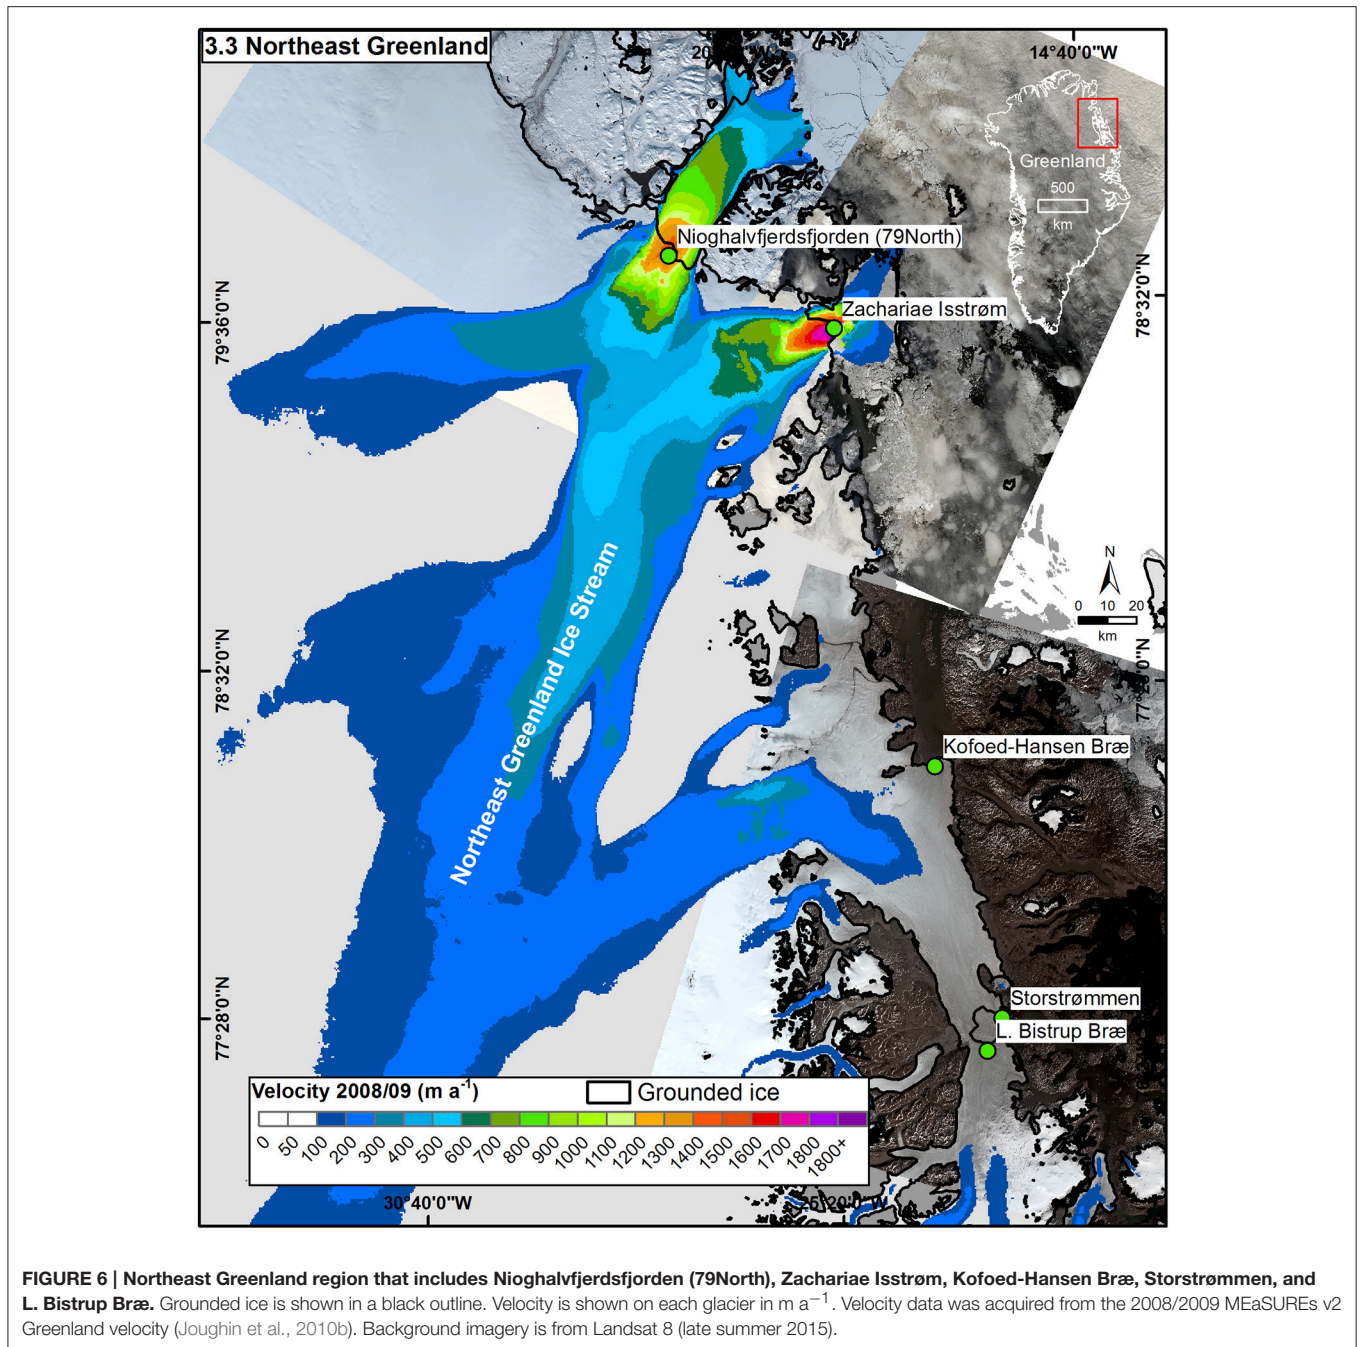 3.3 Northeast Greenland
14°40'0"W
Greenland
500
km
Nioghalvfjerdsfjorden (79North)
Zachariae Isstrøm
79°36'0"N
78°32'0"N
N
0 10 20
km
Northeast Greenland Ice Stream
78°32'0"N
Kofoed-Hansen Bræ
Storstrømmen
L. Bistrup Bræ
77°28'0"N
Velocity 2008/09 (m a-1)
Grounded ice
0 50 100 200 300 400 500 600 700 800 900 1000 1100 1200 1300 1400 1500 1600 1700 1800 1800+
30°40'0"W
25°20'0"W
FIGURE 6 | Northeast Greenland region that includes Nioghalvfjerdsfjorden (79North), Zachariae Isstrøm, Kofoed-Hansen Bræ, Storstrømmen, and
L. Bistrup Bræ. Grounded ice is shown in a black outline. Velocity is shown on each glacier in m a−1. Velocity data was acquired from the 2008/2009 MEaSUREs v2
Greenland velocity (Joughin et al., 2010b). Background imagery is from Landsat 8 (late summer 2015).